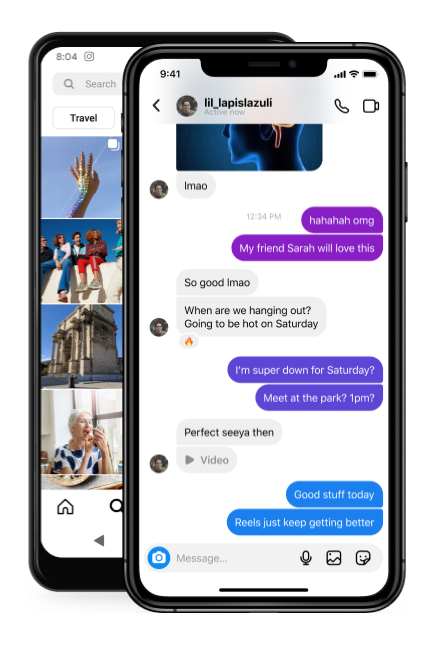 8:04
Search
Travel
9:41
lil_lapislazuli
Active now
lmao
12:34 PM
hahahah omg
My friend Sarah will love this
So good lmao
When are we hanging out?
Going to be hot on Saturday
I'm super down for Saturday?
Meet at the park? 1pm?
Perfect seeya then
Video
Good stuff today
Reels just keep getting better
Message...